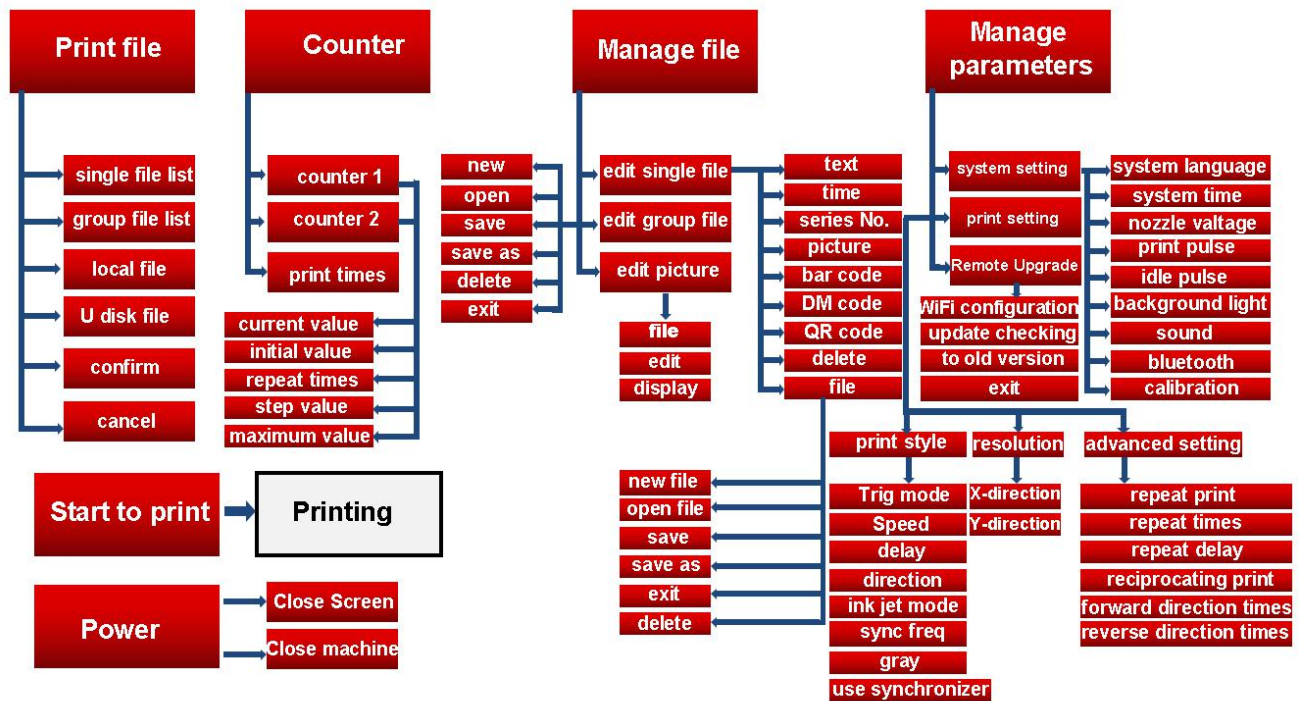 Print file
single file list
group file list
local file
U disk file
confirm
cancel
Counter
counter 1
counter 2
print times
current value
initial value
repeat times
step value
maximum value
Manage file
new
open
save
save as
delete
exit
edit single file
edit group file
edit picture
file
edit
display
text
time
series No.
picture
bar code
DM code
QR code
delete
file
new file
open file
save
save as
exit
delete
Manage
parameters
system setting
print setting
Remote Upgrade
WiFi configuration
update checking
to old version
exit
system language
system time
nozzle valtage
print pulse
idle pulse
background light
sound
bluetooth
calibration
print style
Trig mode
Speed
delay
direction
ink jet mode
sync freq
gray
use synchronizer
resolution
X-direction
Y-direction
advanced setting
repeat print
repeat times
repeat delay
reciprocating print
forward direction times
reverse direction times
Start to print
Printing
Power
Close Screen
Close machine